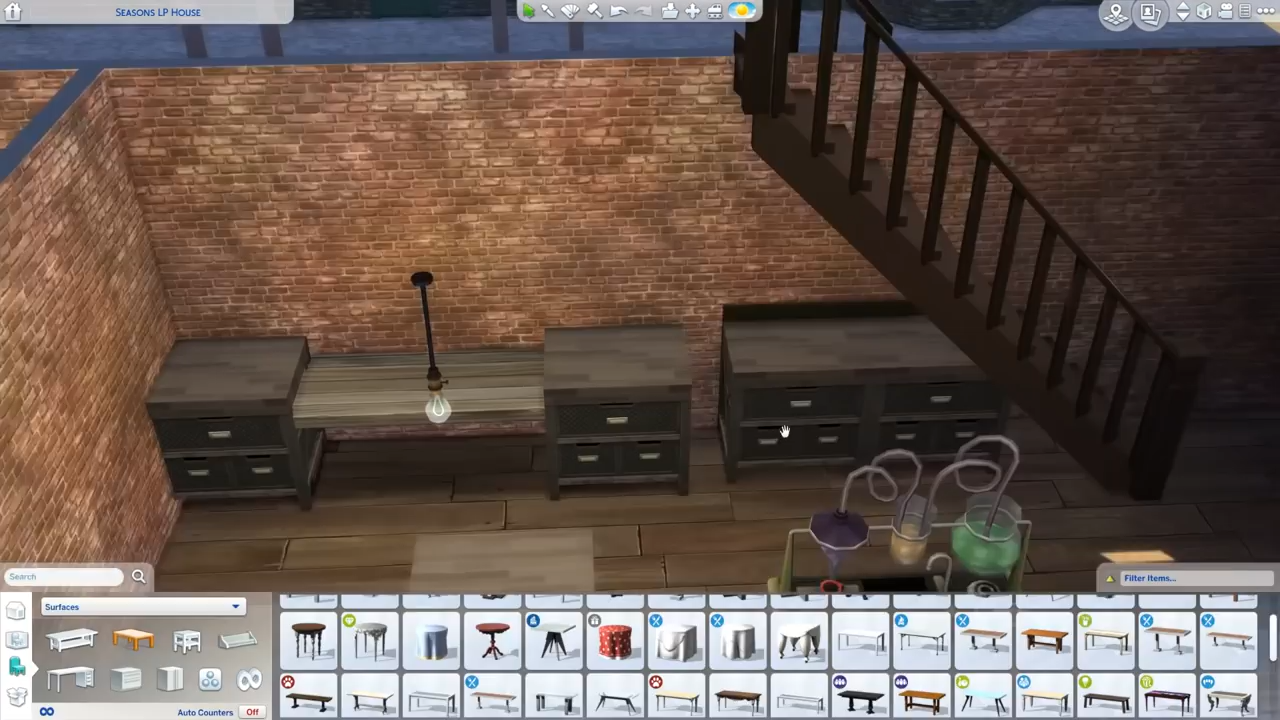 SEASONS LP HOUSE
Search
Filter Items...
Surfaces
Auto Counters Off